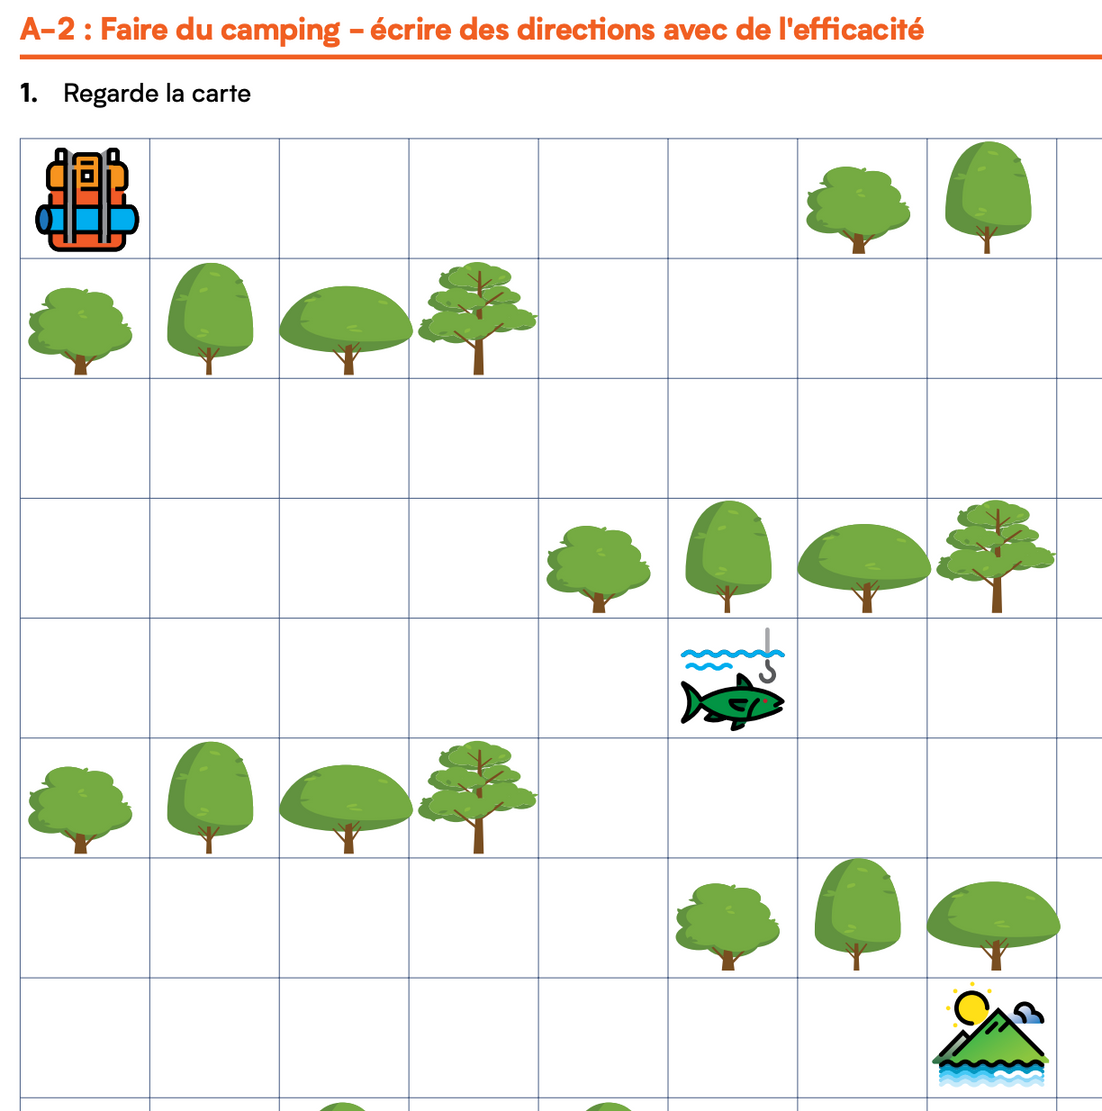 A-2 : Faire du camping – écrire des directions avec de l'efficacité
1. Regarde la carte